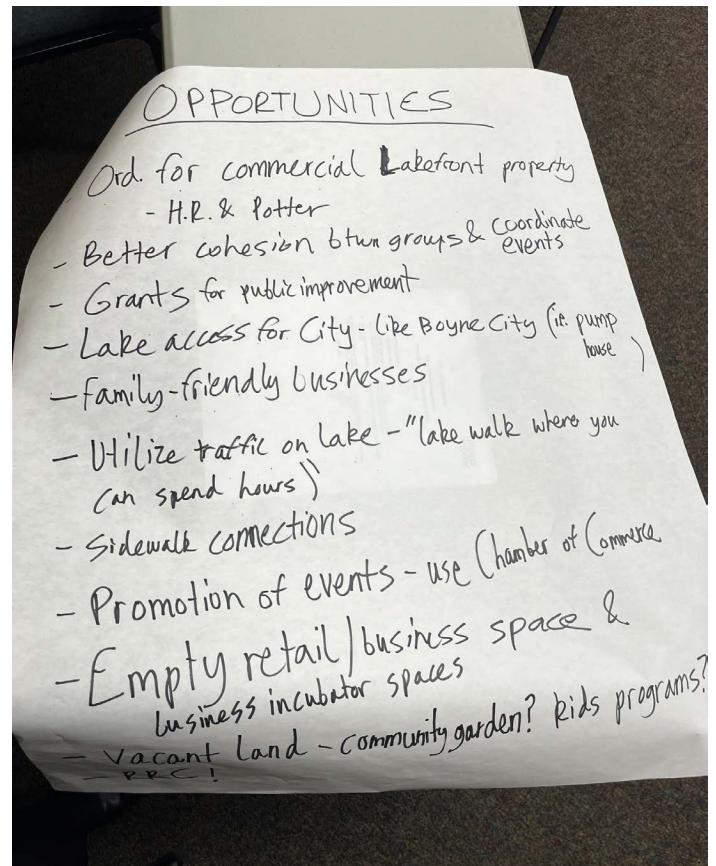 OPPORTUNITIES
Ord. for commercial Lakefront property
- H.R. & Potter
- Better cohesion btwn groups & coordinate
events
- Grants for public improvement
- Lake access for City - like Boyne City (ie. pump
house )
- Family-friendly businesses
- Utilize traffic on lake - "lake walk where you
can spend hours"
- Sidewalk connections
- Promotion of events - use Chamber of Commerce
- Empty retail/business space &
business incubator spaces
- Vacant land - community garden? kids programs?
- RRC!